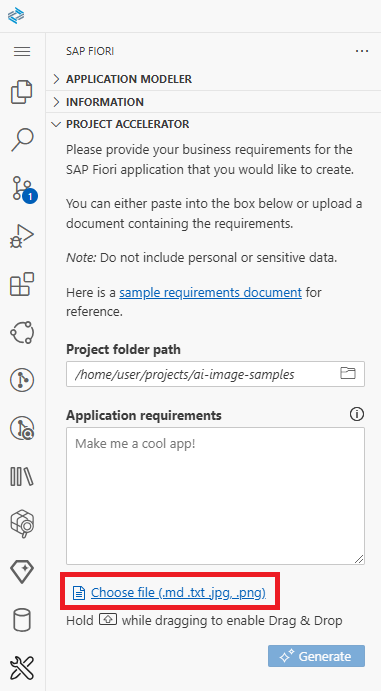 SAP FIORI
APPLICATION MODELER
INFORMATION
PROJECT ACCELERATOR
Please provide your business requirements for the
SAP Fiori application that you would like to create.
You can either paste into the box below or upload a
document containing the requirements.
Note: Do not include personal or sensitive data.
Here is a sample requirements document for
reference.
Project folder path
/home/user/projects/ai-image-samples
Application requirements
Make me a cool app!
1
Choose file (.md .txt .jpg, .png)
Hold while dragging to enable Drag & Drop
Generate